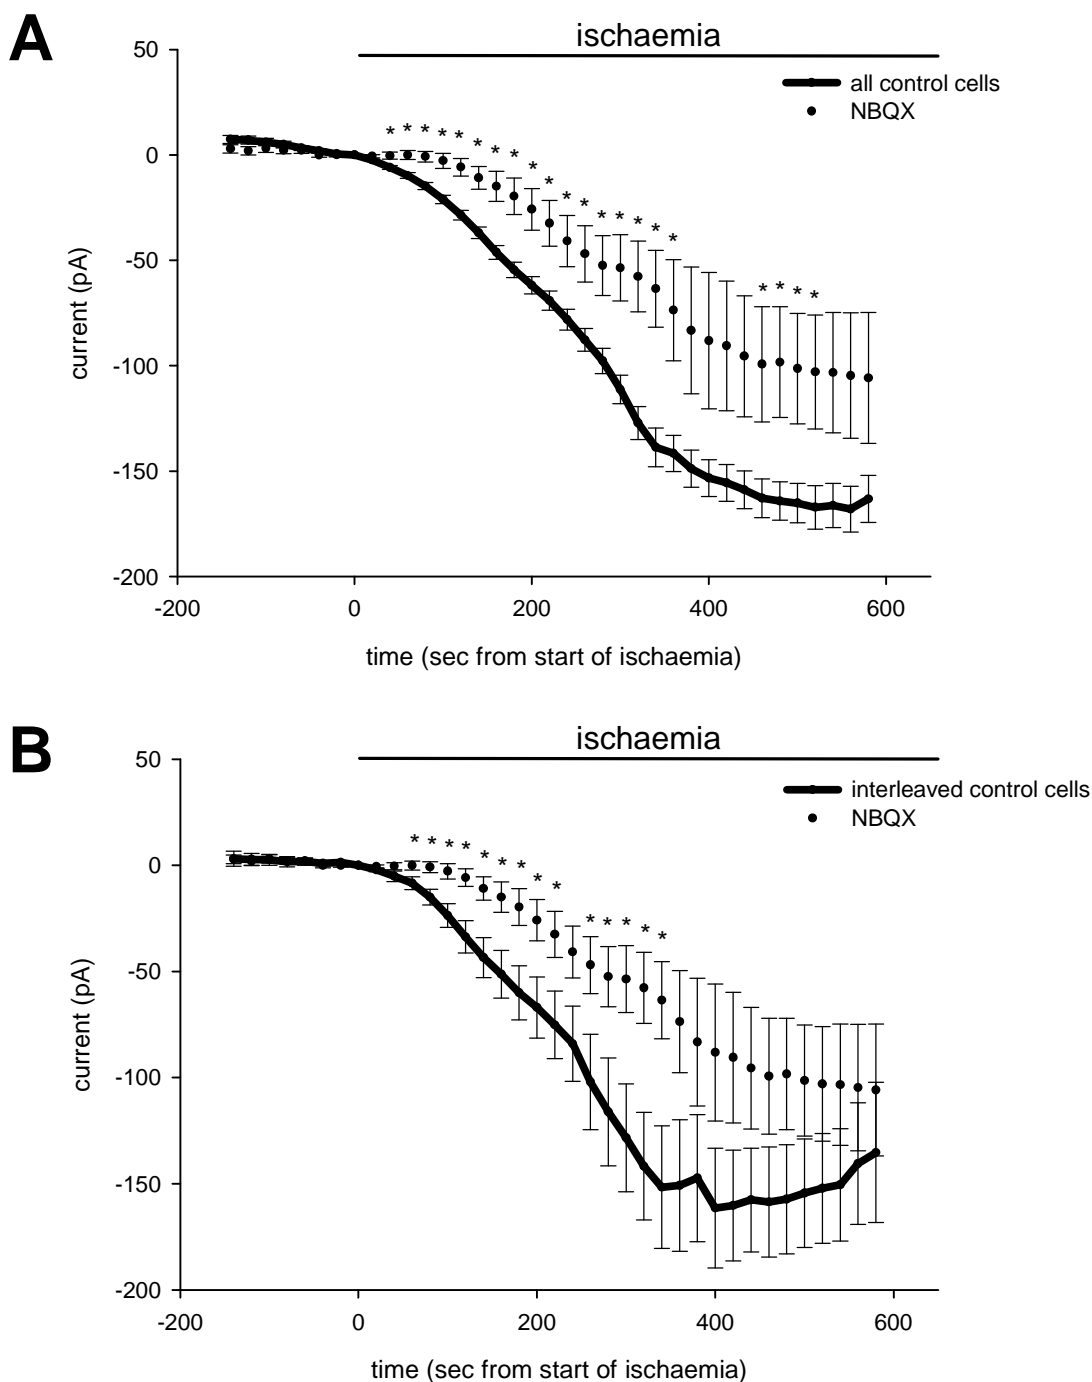 A
ischaemia
50
all control cells
NBQX
* * * * * * * * * * * * * * * * *
0
-50
* * * *
current (pA)
-100
-150
-200
-200 0 200 400 600
time (sec from start of ischaemia)
B
ischaemia
50
interleaved control cells
NBQX
* * * * * * * * *
0
* * * * *
-50
current (pA)
-100
-150
-200
-200 0 200 400 600
time (sec from start of ischaemia)